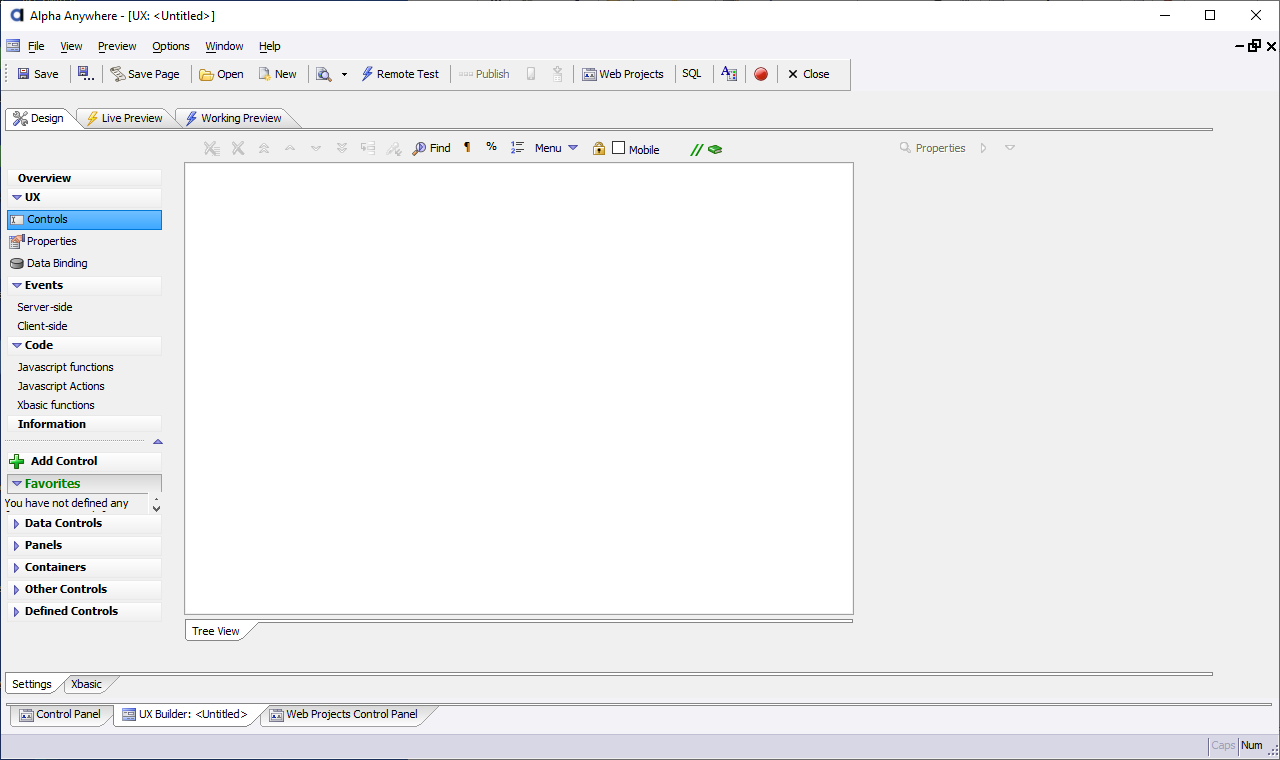 Alpha Anywhere - [UX: <Untitled>]
File View Preview Options Window Help
Save Save Page Open New Remote Test Publish Web Projects SQL Close
Design Live Preview Working Preview
Find ¶ % Menu Mobile // Properties
Overview
UX
Controls
Properties
Data Binding
Events
Server-side
Client-side
Code
Javascript functions
Javascript Actions
Xbasic functions
Information
Add Control
Favorites
You have not defined any
Data Controls
Panels
Containers
Other Controls
Defined Controls
Tree View
Settings Xbasic
Control Panel UX Builder: <Untitled> Web Projects Control Panel
Caps Num